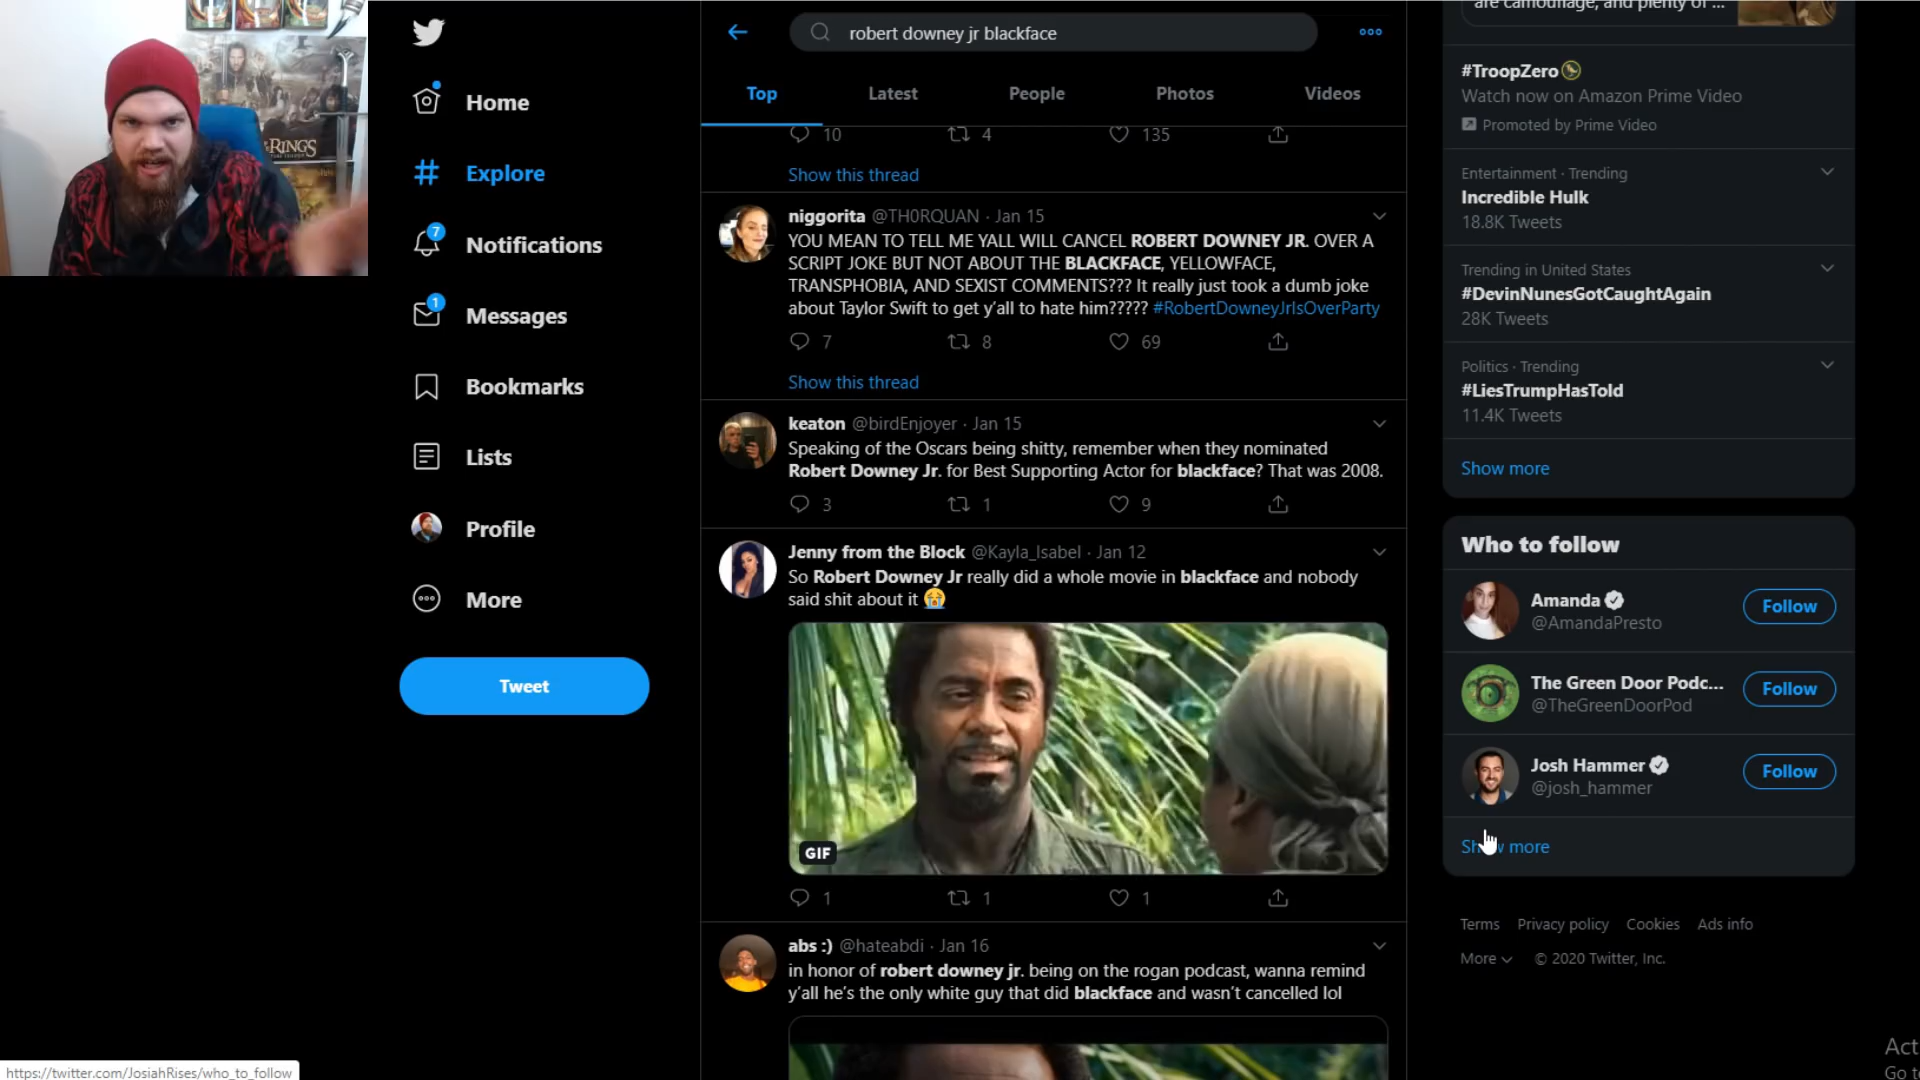 RINGS
Home
Explore
7
Notifications
1
Messages
Bookmarks
Lists
Profile
More
Tweet
https://twitter.com/JosiahRises/who_to_follow
robert downey jr blackface
Top Latest People Photos Videos
10 4 135
Show this thread
niggorita @TH0RQUAN · Jan 15
YOU MEAN TO TELL ME YALL WILL CANCEL ROBERT DOWNEY JR. OVER A
SCRIPT JOKE BUT NOT ABOUT THE BLACKFACE, YELLOWFACE,
TRANSPHOBIA, AND SEXIST COMMENTS??? It really just took a dumb joke
about Taylor Swift to get y'all to hate him????? #RobertDowneyJrIsOverParty
7 8 69
Show this thread
keaton @birdEnjoyer · Jan 15
Speaking of the Oscars being shitty, remember when they nominated
Robert Downey Jr. for Best Supporting Actor for blackface? That was 2008.
3 1 9
Jenny from the Block @Kayla_Isabel · Jan 12
So Robert Downey Jr really did a whole movie in blackface and nobody
said shit about it 😭
GIF
1 1 1
abs :) @hateabdi · Jan 16
in honor of robert downey jr. being on the rogan podcast, wanna remind
y'all he's the only white guy that did blackface and wasn't cancelled lol
are camouflage, and plenty of ...
#TroopZero
Watch now on Amazon Prime Video
Promoted by Prime Video
Entertainment · Trending
Incredible Hulk
18.8K Tweets
Trending in United States
#DevinNunesGotCaughtAgain
28K Tweets
Politics · Trending
#LiesTrumpHasTold
11.4K Tweets
Show more
Who to follow
Amanda
@AmandaPresto
Follow
The Green Door Podc...
@TheGreenDoorPod
Follow
Josh Hammer
@josh_hammer
Follow
Show more
Terms Privacy policy Cookies Ads info
More © 2020 Twitter, Inc.
Act
Go t